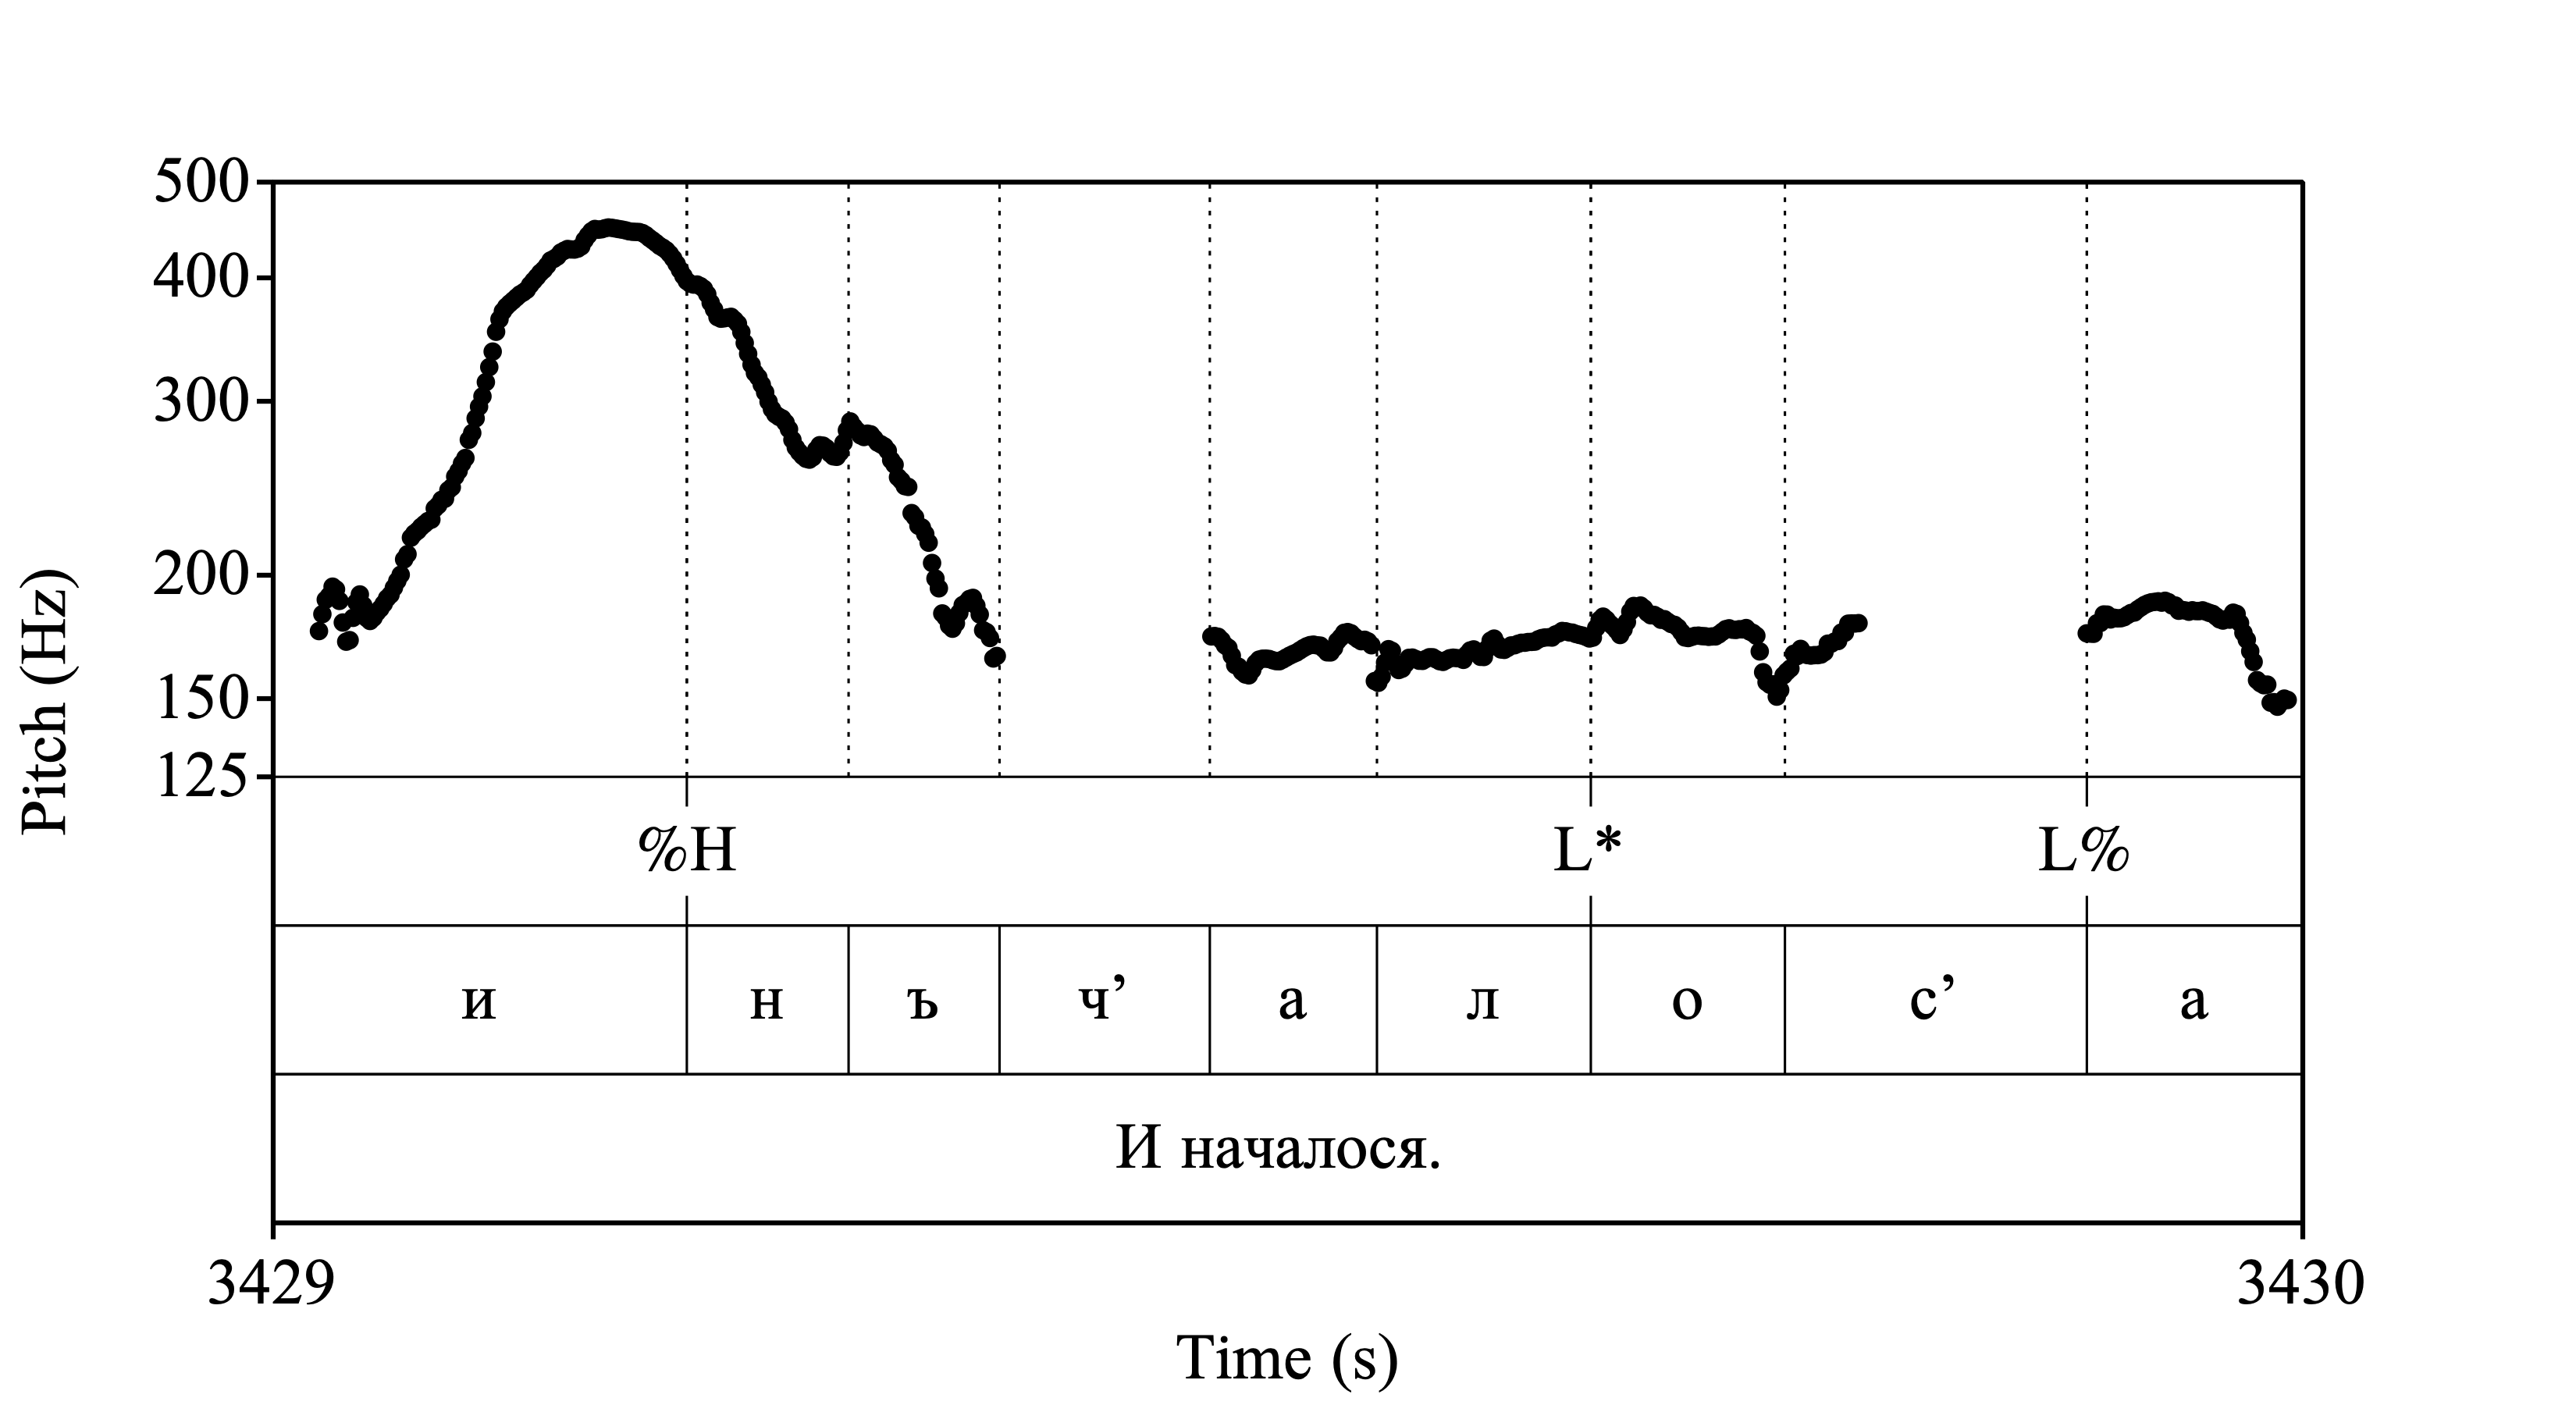 500
400
300
200
150
125
Pitch (Hz)
%H L* L%
и н ъ ч’ а л о с’ а
И началося.
3429 3430
Time (s)